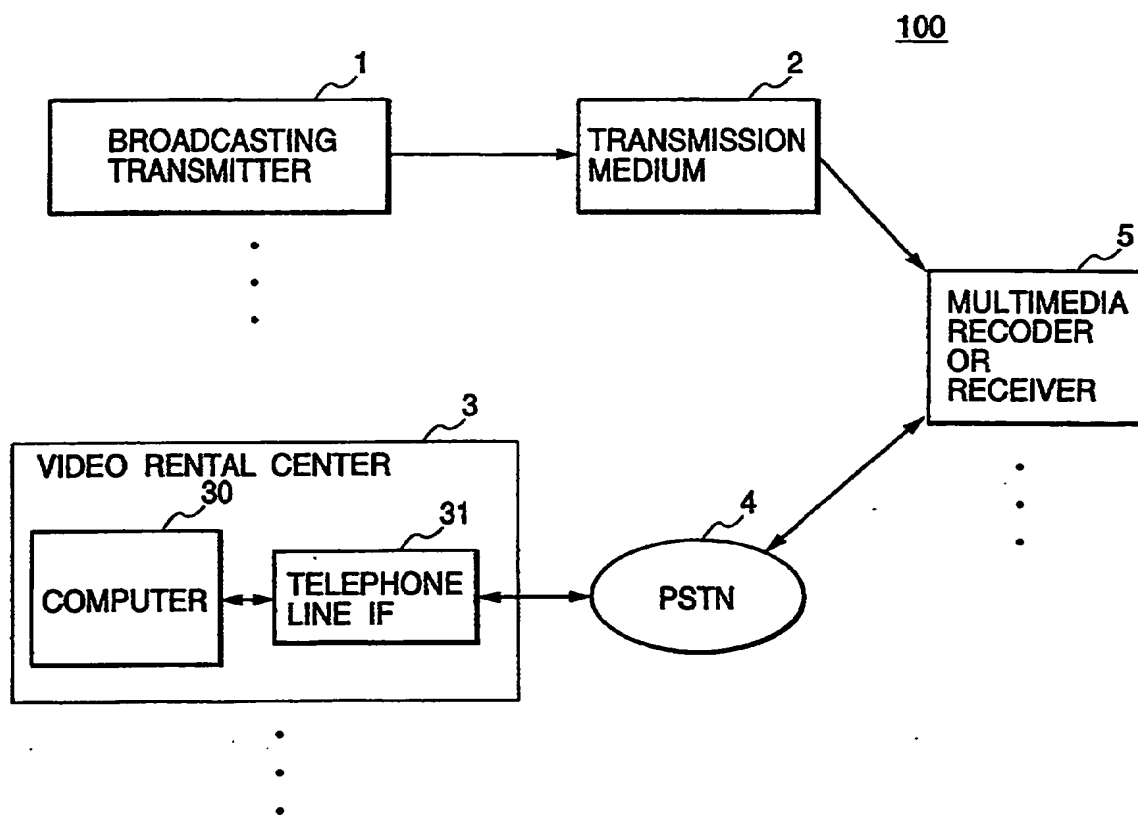 100
1
BROADCASTING
TRANSMITTER
2
TRANSMISSION
MEDIUM
5
MULTIMEDIA
RECODER
OR
RECEIVER
3
VIDEO RENTAL CENTER
30
COMPUTER
31
TELEPHONE
LINE IF
4
PSTN